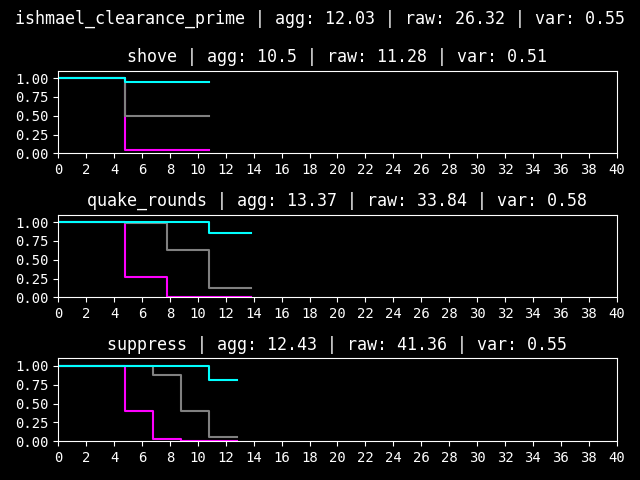 ishmael_clearance_prime | agg: 12.03 | raw: 26.32 | var: 0.55
shove | agg: 10.5 | raw: 11.28 | var: 0.51
1.00
0.75
0.50
0.25
0.00
0 2 4 6 8 10 12 14 16 18 20 22 24 26 28 30 32 34 36 38 40
quake_rounds | agg: 13.37 | raw: 33.84 | var: 0.58
1.00
0.75
0.50
0.25
0.00
0 2 4 6 8 10 12 14 16 18 20 22 24 26 28 30 32 34 36 38 40
suppress | agg: 12.43 | raw: 41.36 | var: 0.55
1.00
0.75
0.50
0.25
0.00
0 2 4 6 8 10 12 14 16 18 20 22 24 26 28 30 32 34 36 38 40